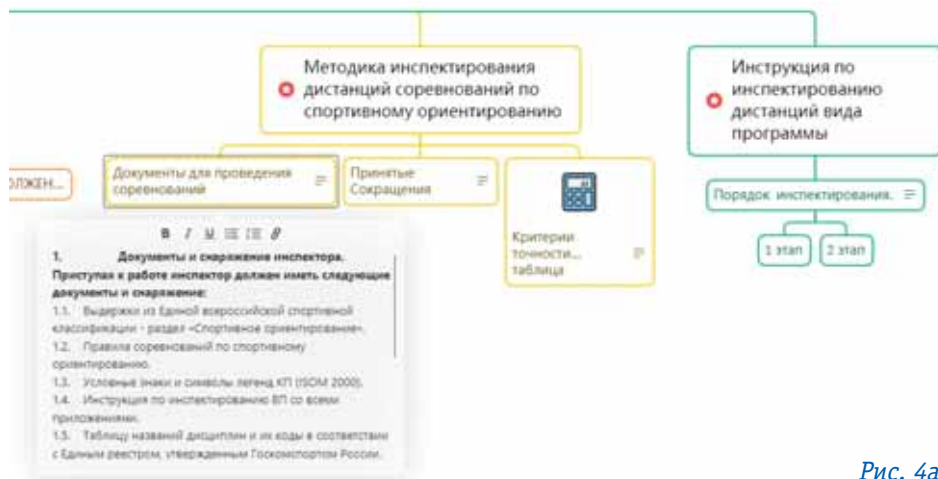 Методика инспектирования
дистанций соревнований по
спортивному ориентированию
Инструкция по
инспектированию
дистанций вида
программы
ОЛЖЕН...
Документы для проведения
соревнований
Принятые
Сокращения
Критерии
точности...
таблица
Порядок инспектирования.
1 этап
2 этап
B I U
1. Документы и снаряжение инспектора.
Приступая к работе инспектор должен иметь следующие
документы и снаряжение:
1.1. Выдержки из Единой всероссийской спортивной
классификации - раздел «Спортивное ориентирование».
1.2. Правила соревнований по спортивному
ориентированию.
1.3. Условные знаки и символы легенд КП (ISOM 2000).
1.4. Инструкция по инспектированию ВП со всеми
приложениями.
1.5. Таблицу названий дисциплин и их коды в соответствии
с Единым реестром, утвержденным Госкомспортом России.
Рис. 4а